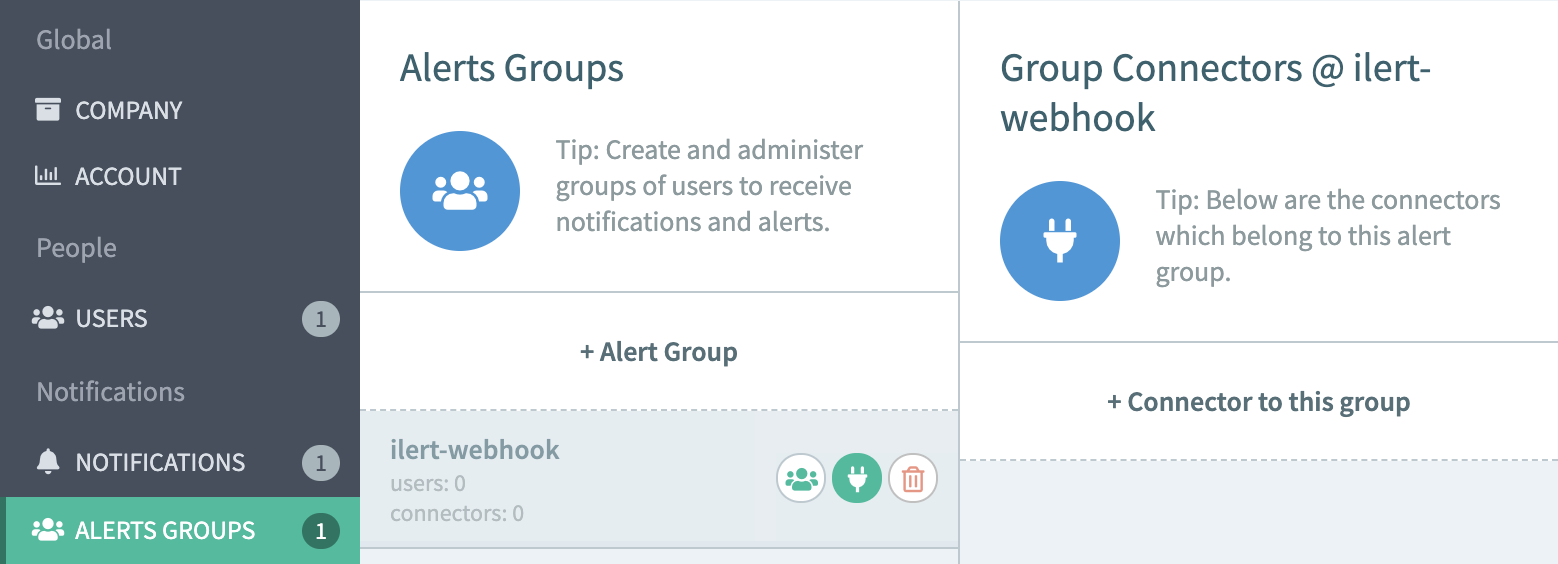 Global
COMPANY
ACCOUNT
People
USERS 1
Notifications
NOTIFICATIONS 1
ALERTS GROUPS 1
Alerts Groups
Tip: Create and administer
groups of users to receive
notifications and alerts.
+ Alert Group
ilert-webhook
users: 0
connectors: 0
Group Connectors @ ilert-
webhook
Tip: Below are the connectors
which belong to this alert
group.
+ Connector to this group